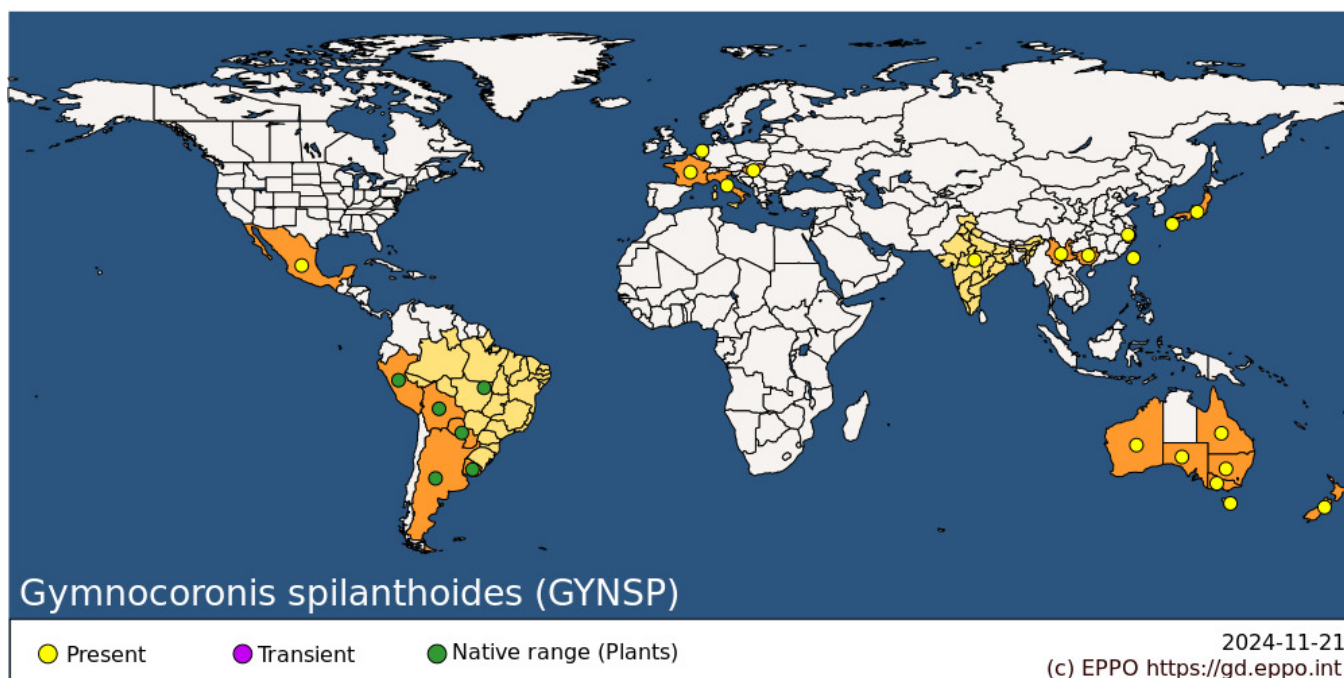 Gymnocoronis spilanthoides (GYNSP)
Present
Transient
Native range (Plants)
2024-11-21
(c) EPPO https://gd.eppo.int